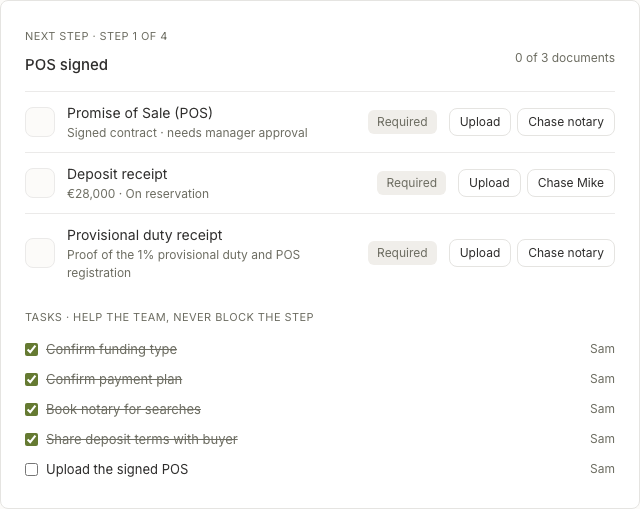 NEXT STEP · STEP 1 OF 4
POS signed
0 of 3 documents
Promise of Sale (POS)
Signed contract · needs manager approval
Required
Upload
Chase notary
Deposit receipt
€28,000 · On reservation
Required
Upload
Chase Mike
Provisional duty receipt
Proof of the 1% provisional duty and POS
registration
Required
Upload
Chase notary
TASKS · HELP THE TEAM, NEVER BLOCK THE STEP
Confirm funding type
Sam
Confirm payment plan
Sam
Book notary for searches
Sam
Share deposit terms with buyer
Sam
Upload the signed POS
Sam